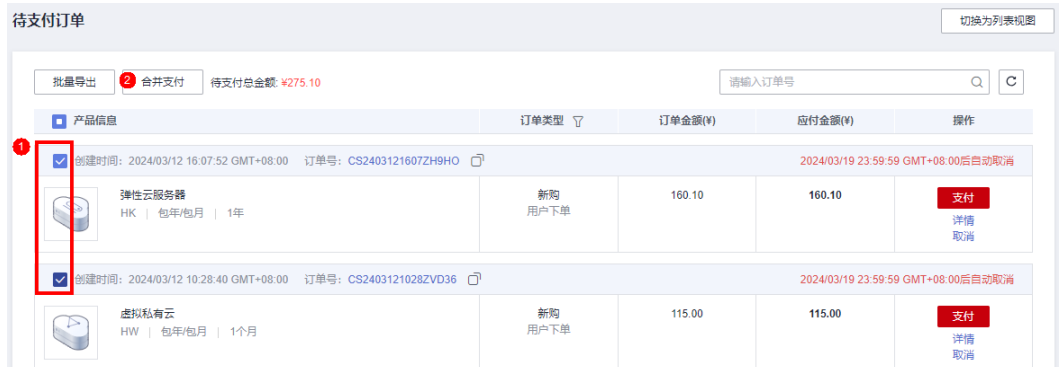 待支付订单
切换为列表视图
批量导出
2
合并支付
待支付总金额: ¥275.10
请输入订单号
产品信息
订单类型
订单金额(¥)
应付金额(¥)
操作
1
创建时间：2024/03/12 16:07:52 GMT+08:00 订单号：CS2403121607ZH9HO
2024/03/19 23:59:59 GMT+08:00后自动取消
弹性云服务器
HK | 包年/包月 | 1年
新购
用户下单
160.10
160.10
支付
详情
取消
创建时间：2024/03/12 10:28:40 GMT+08:00 订单号：CS2403121028ZVD36
2024/03/19 23:59:59 GMT+08:00后自动取消
虚拟私有云
HW | 包年/包月 | 1个月
新购
用户下单
115.00
115.00
支付
详情
取消